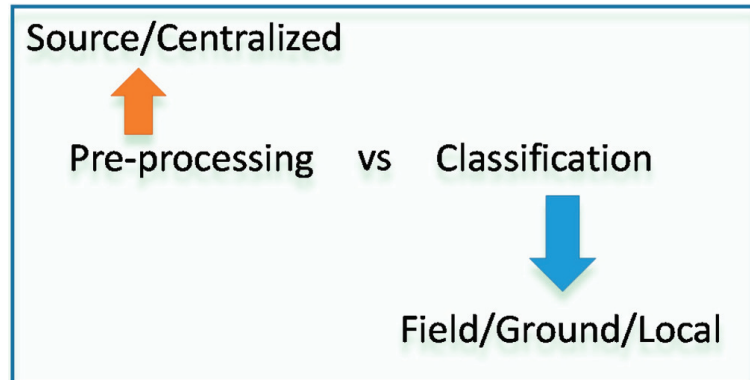 Source/Centralized
Pre-processing vs Classification
Field/Ground/Local